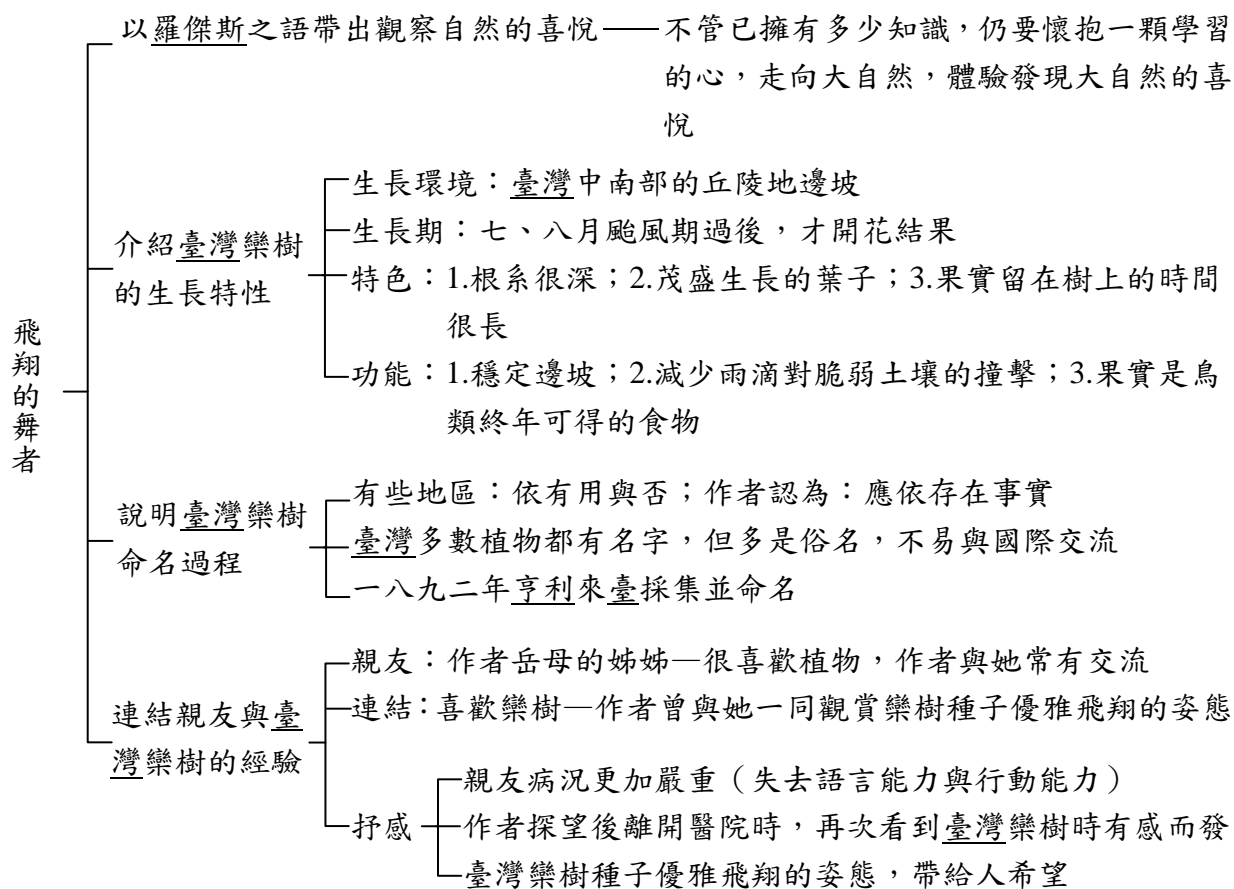 飛翔的舞者
以羅傑斯之語帶出觀察自然的喜悅——不管已擁有多少知識，仍要懷抱一顆學習
的心，走向大自然，體驗發現大自然的喜
悅
介紹臺灣欒樹
的生長特性
生長環境：臺灣中南部的丘陵地邊坡
生長期：七、八月颱風期過後，才開花結果
特色：1.根系很深；2.茂盛生長的葉子；3.果實留在樹上的時間
很長
功能：1.穩定邊坡；2.減少雨滴對脆弱土壤的撞擊；3.果實是鳥
類終年可得的食物
說明臺灣欒樹
命名過程
有些地區：依有用與否；作者認為：應依存在事實
臺灣多數植物都有名字，但多是俗名，不易與國際交流
一八九二年亨利來臺採集並命名
連結親友與臺
灣欒樹的經驗
親友：作者岳母的姊姊—很喜歡植物，作者與她常有交流
連結：喜歡欒樹—作者曾與她一同觀賞欒樹種子優雅飛翔的姿態
抒感
親友病況更加嚴重（失去語言能力與行動能力）
作者探望後離開醫院時，再次看到臺灣欒樹時有感而發
臺灣欒樹種子優雅飛翔的姿態，帶給人希望